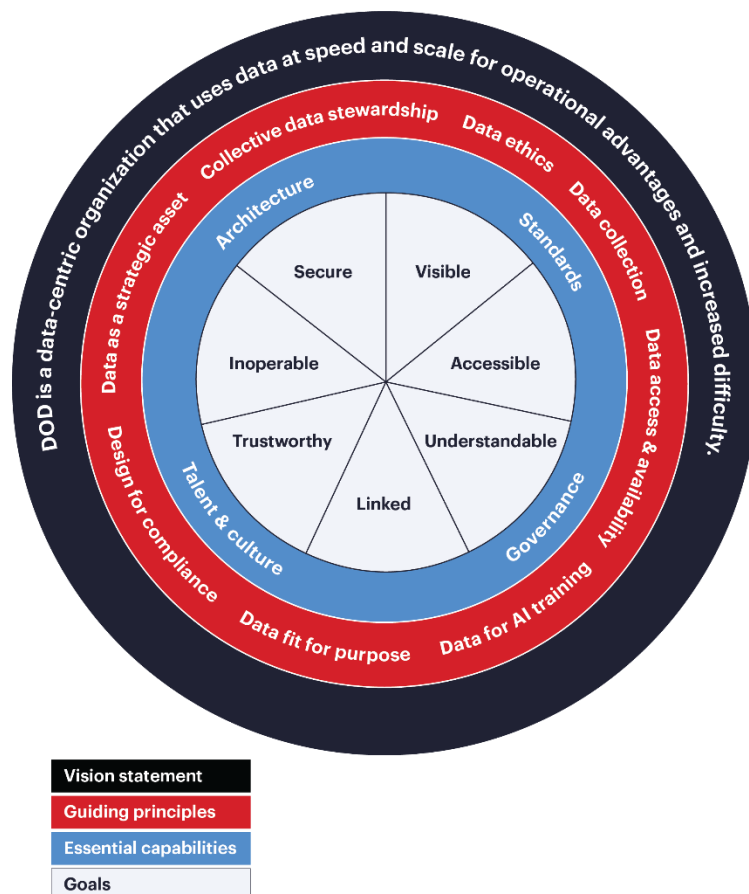 DOD is a data-centric organization that uses data at speed and scale for operational advantages and increased difficulty.
Data as a strategic asset
Collective data stewardship
Data ethics
Data collection
Data access & availability
Data for AI training
Data fit for purpose
Design for compliance
Architecture
Standards
Governance
Talent & culture
Secure
Visible
Inoperable
Accessible
Trustworthy
Understandable
Linked
Vision statement
Guiding principles
Essential capabilities
Goals